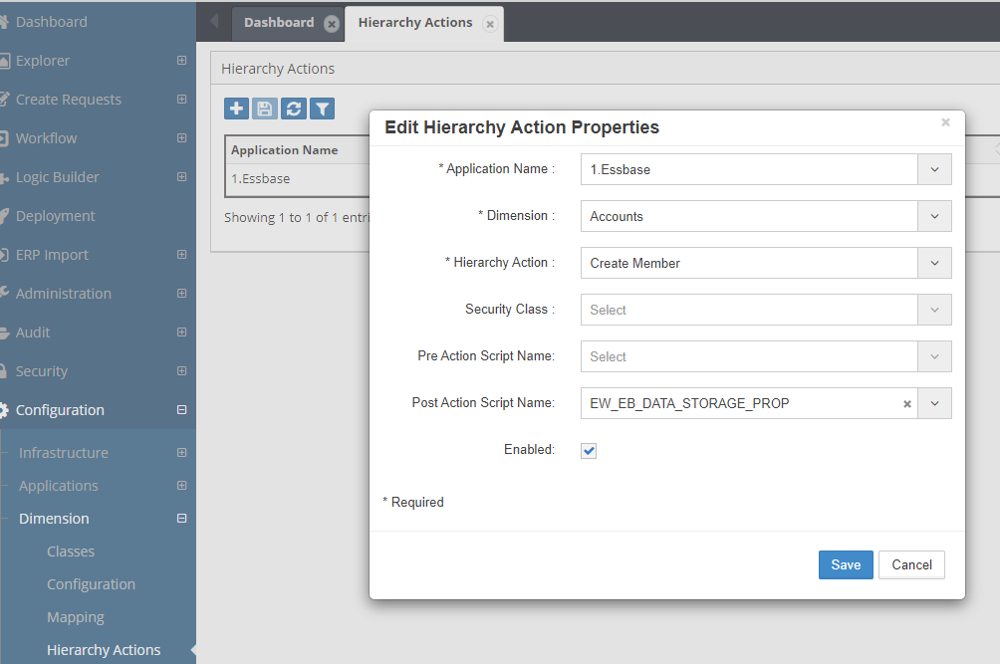 Dashboard
Explorer
Create Requests
Workflow
Logic Builder
Deployment
ERP Import
Administration
Audit
Security
Configuration
Infrastructure
Applications
Dimension
Classes
Configuration
Mapping
Hierarchy Actions
Dashboard
Hierarchy Actions
Hierarchy Actions
Application Name
1.Essbase
Showing 1 to 1 of 1 entri
Edit Hierarchy Action Properties
* Application Name : 1.Essbase
* Dimension : Accounts
* Hierarchy Action : Create Member
Security Class : Select
Pre Action Script Name: Select
Post Action Script Name: EW_EB_DATA_STORAGE_PROP
Enabled:
* Required
Save Cancel